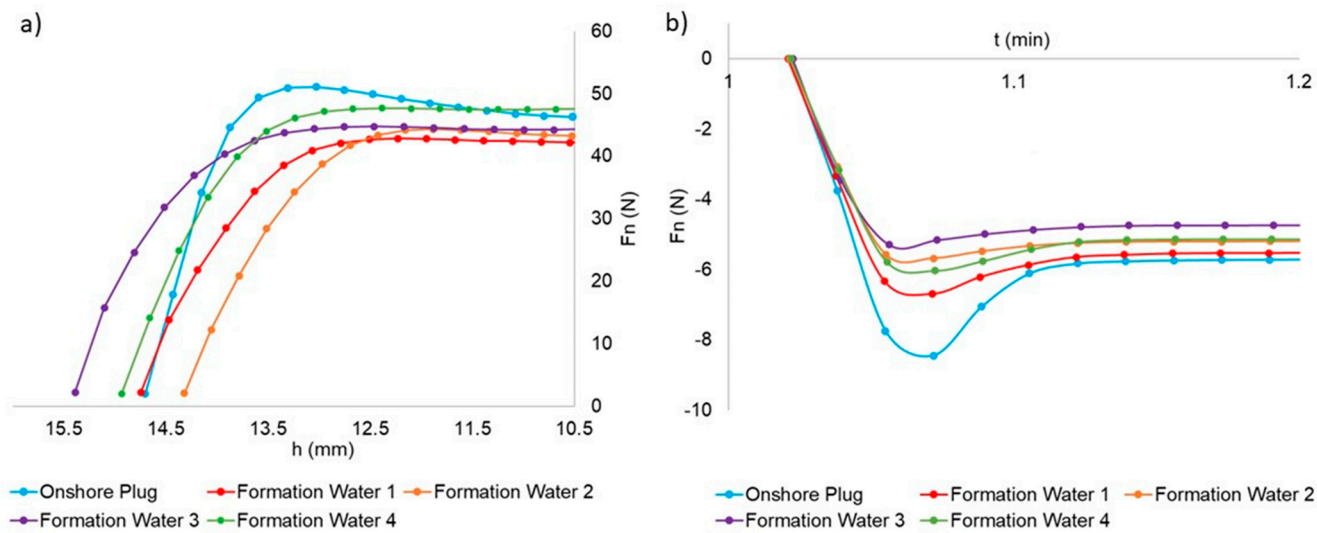 a)
60
50
40
30
20
10
0
Fn (N)
15.5 14.5 13.5 12.5 11.5 10.5
h (mm)
Onshore Plug Formation Water 1 Formation Water 2
Formation Water 3 Formation Water 4
b)
t (min)
1 1.1 1.2
0
-2
-4
-6
-8
-10
Fn (N)
Onshore Plug Formation Water 1 Formation Water 2
Formation Water 3 Formation Water 4